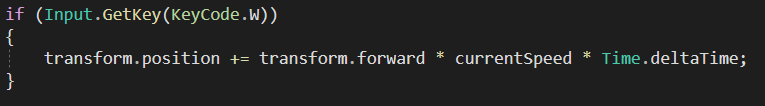 if (Input.GetKey(KeyCode.W))
{
    transform.position += transform.forward * currentSpeed * Time.deltaTime;
}